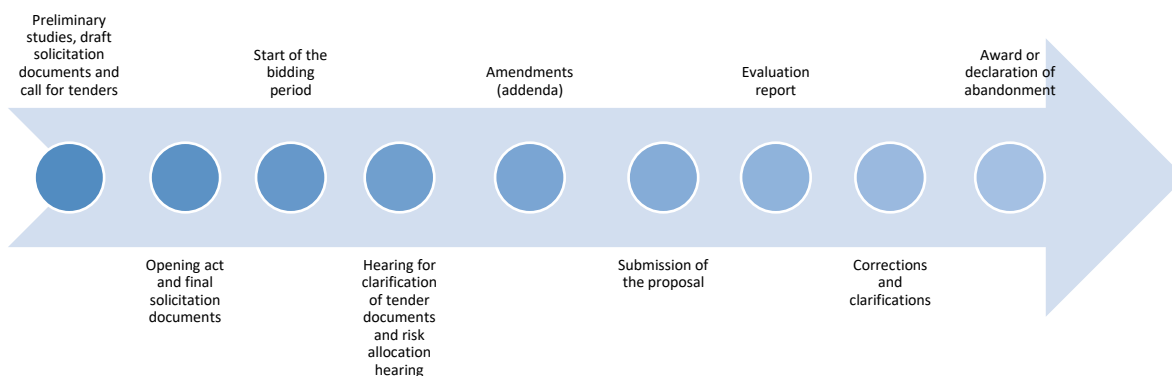 Preliminary
studies, draft
solicitation
documents and
call for tenders
Opening act
and final
solicitation
documents
Start of the
bidding
period
Hearing for
clarification
of tender
documents
and risk
allocation
hearing
Amendments
(addenda)
Submission of
the proposal
Evaluation
report
Corrections
and
clarifications
Award or
declaration of
abandonment